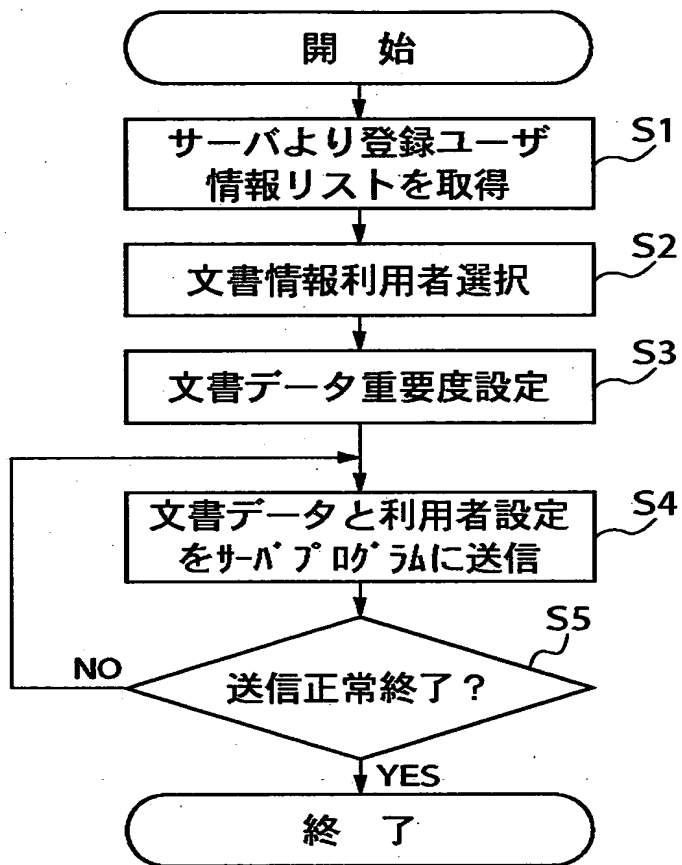 開 始
サーバより登録ユーザ
情報リストを取得
S1
文書情報利用者選択
S2
文書データ重要度設定
S3
文書データと利用者設定
をｻｰﾊﾞﾌﾟﾛｸﾞﾗﾑに送信
S4
送信正常終了？
S5
NO
YES
終 了